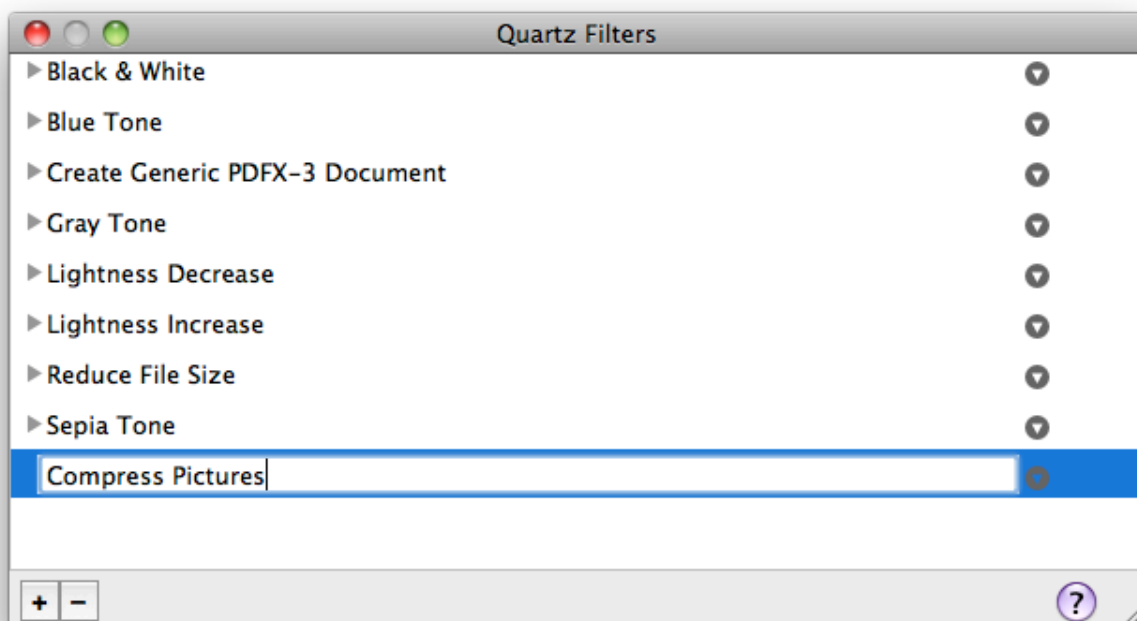 Quartz Filters
Black & White
Blue Tone
Create Generic PDFX-3 Document
Gray Tone
Lightness Decrease
Lightness Increase
Reduce File Size
Sepia Tone
Compress Pictures
+ −
?